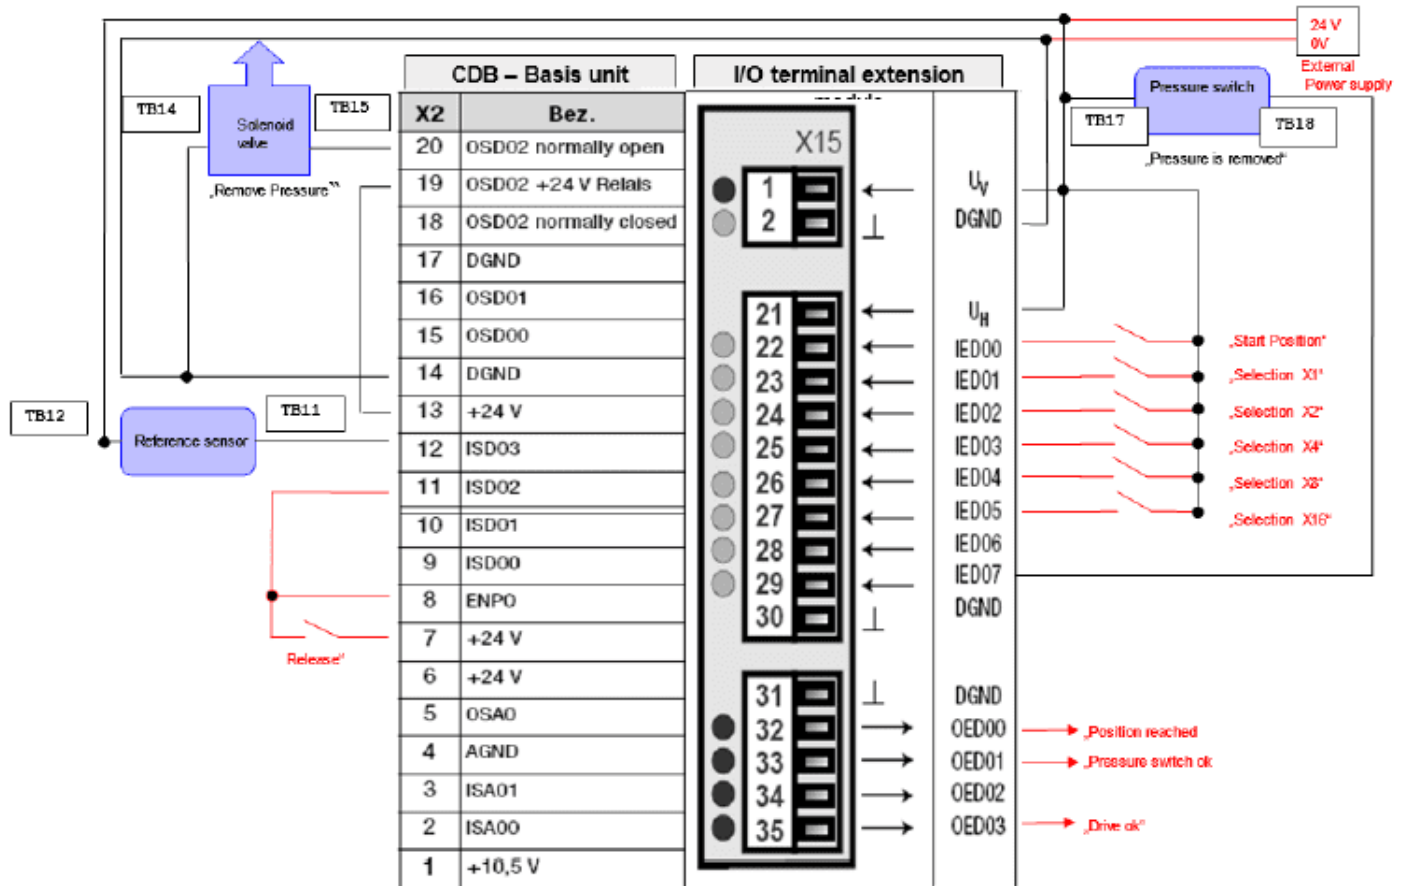 24 V
0V
External
Power supply
CDB – Basis unit
I/O terminal extension
module
TB14
Solenoid
valve
TB15
„Remove Pressure“
Pressure switch
TB17
TB18
„Pressure is removed“
X2 Bez.
20 OSD02 normally open
19 OSD02 +24 V Relais
18 OSD02 normally closed
17 DGND
16 OSD01
15 OSD00
14 DGND
13 +24 V
12 ISD03
11 ISD02
10 ISD01
9 ISD00
8 ENPO
7 +24 V
6 +24 V
5 OSA0
4 AGND
3 ISA01
2 ISA00
1 +10,5 V
TB12
Reference sensor
TB11
Release“
X15
1 UV
2 DGND
21 UH
22 IED00 „Start Position“
23 IED01 „Selection X1“
24 IED02 „Selection X2“
25 IED03 „Selection X4“
26 IED04 „Selection X8“
27 IED05 „Selection X16“
28 IED06
29 IED07
30 DGND
31 DGND
32 OED00 „Position reached
33 OED01 „Pressure switch ok
34 OED02
35 OED03 „Drive ok“